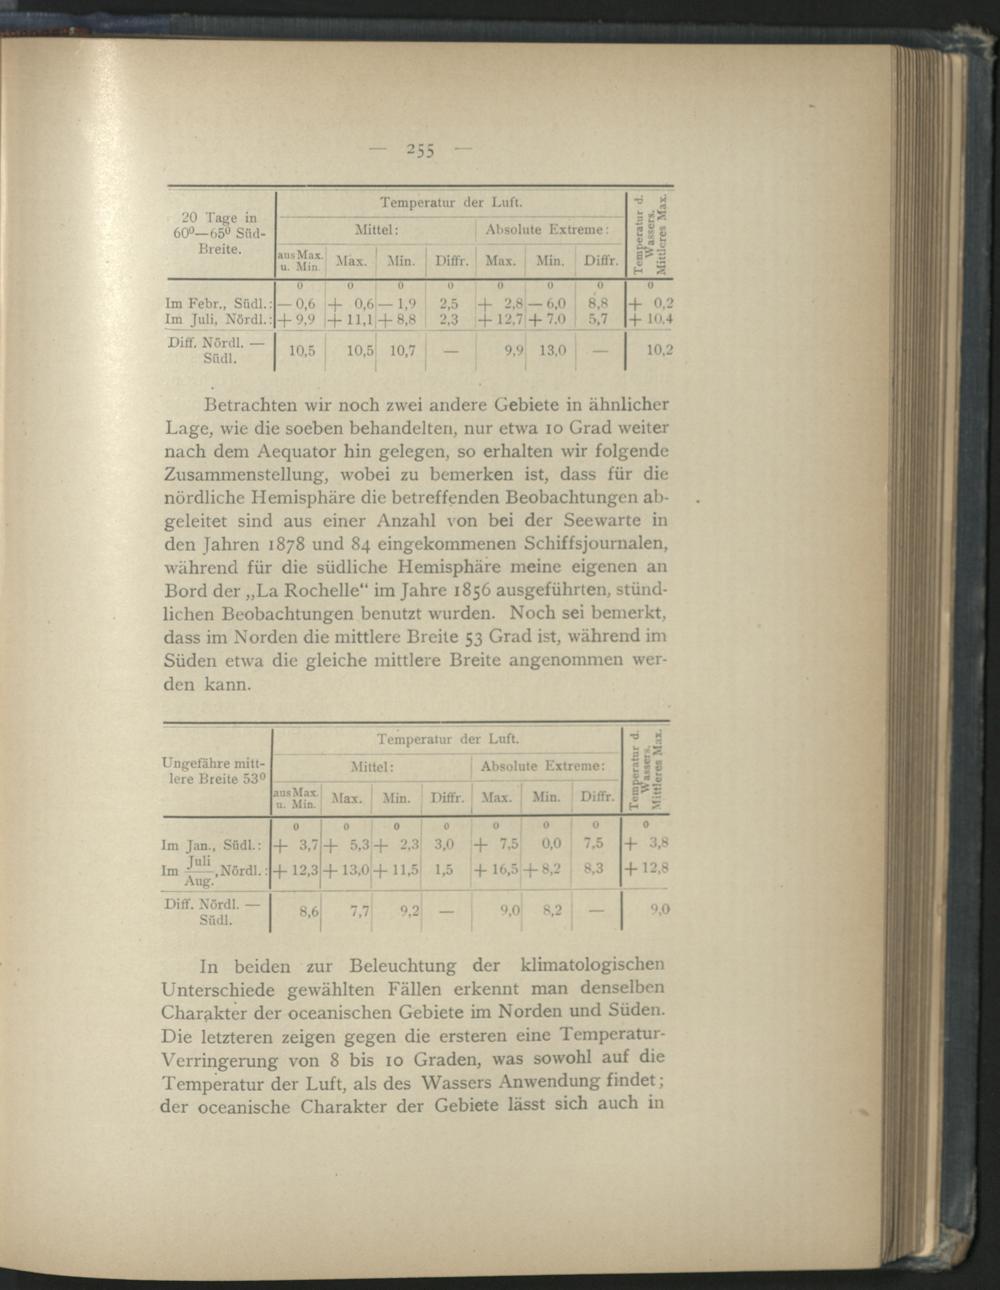 — 255 —
20 Tage in
60⁰—65⁰ Süd-
Breite.
Temperatur der Luft.
Mittel: Absolute Extreme:
aus Max. u. Min. Max. Min. Diffr. Max. Min. Diffr.
Temperatur d.
Wassers.
Mittleres Max.
0 0 0 0 0 0 0 0
Im Febr., Südl.: — 0,6 + 0,6 — 1,9 2,5 + 2,8 — 6,0 8,8 + 0,2
Im Juli, Nördl.: + 9,9 + 11,1 + 8,8 2,3 + 12,7 + 7,0 5,7 + 10,4
Diff. Nördl. —
Südl. 10,5 10,5 10,7 — 9,9 13,0 — 10,2
Betrachten wir noch zwei andere Gebiete in ähnlicher
Lage, wie die soeben behandelten, nur etwa 10 Grad weiter
nach dem Aequator hin gelegen, so erhalten wir folgende
Zusammenstellung, wobei zu bemerken ist, dass für die
nördliche Hemisphäre die betreffenden Beobachtungen ab-
geleitet sind aus einer Anzahl von bei der Seewarte in
den Jahren 1878 und 84 eingekommenen Schiffsjournalen,
während für die südliche Hemisphäre meine eigenen an
Bord der „La Rochelle“ im Jahre 1856 ausgeführten, stünd-
lichen Beobachtungen benutzt wurden. Noch sei bemerkt,
dass im Norden die mittlere Breite 53 Grad ist, während im
Süden etwa die gleiche mittlere Breite angenommen wer-
den kann.
Ungefähre mitt-
lere Breite 53⁰
Temperatur der Luft.
Mittel: Absolute Extreme:
aus Max. u. Min. Max. Min. Diffr. Max. Min. Diffr.
Temperatur d.
Wassers.
Mittleres Max.
0 0 0 0 0 0 0 0
Im Jan., Südl.: + 3,7 + 5,3 + 2,3 3,0 + 7,5 0,0 7,5 + 3,8
Im Juli/Aug., Nördl.: + 12,3 + 13,0 + 11,5 1,5 + 16,5 + 8,2 8,3 + 12,8
Diff. Nördl. —
Südl. 8,6 7,7 9,2 — 9,0 8,2 — 9,0
In beiden zur Beleuchtung der klimatologischen
Unterschiede gewählten Fällen erkennt man denselben
Charakter der oceanischen Gebiete im Norden und Süden.
Die letzteren zeigen gegen die ersteren eine Temperatur-
Verringerung von 8 bis 10 Graden, was sowohl auf die
Temperatur der Luft, als des Wassers Anwendung findet;
der oceanische Charakter der Gebiete lässt sich auch in